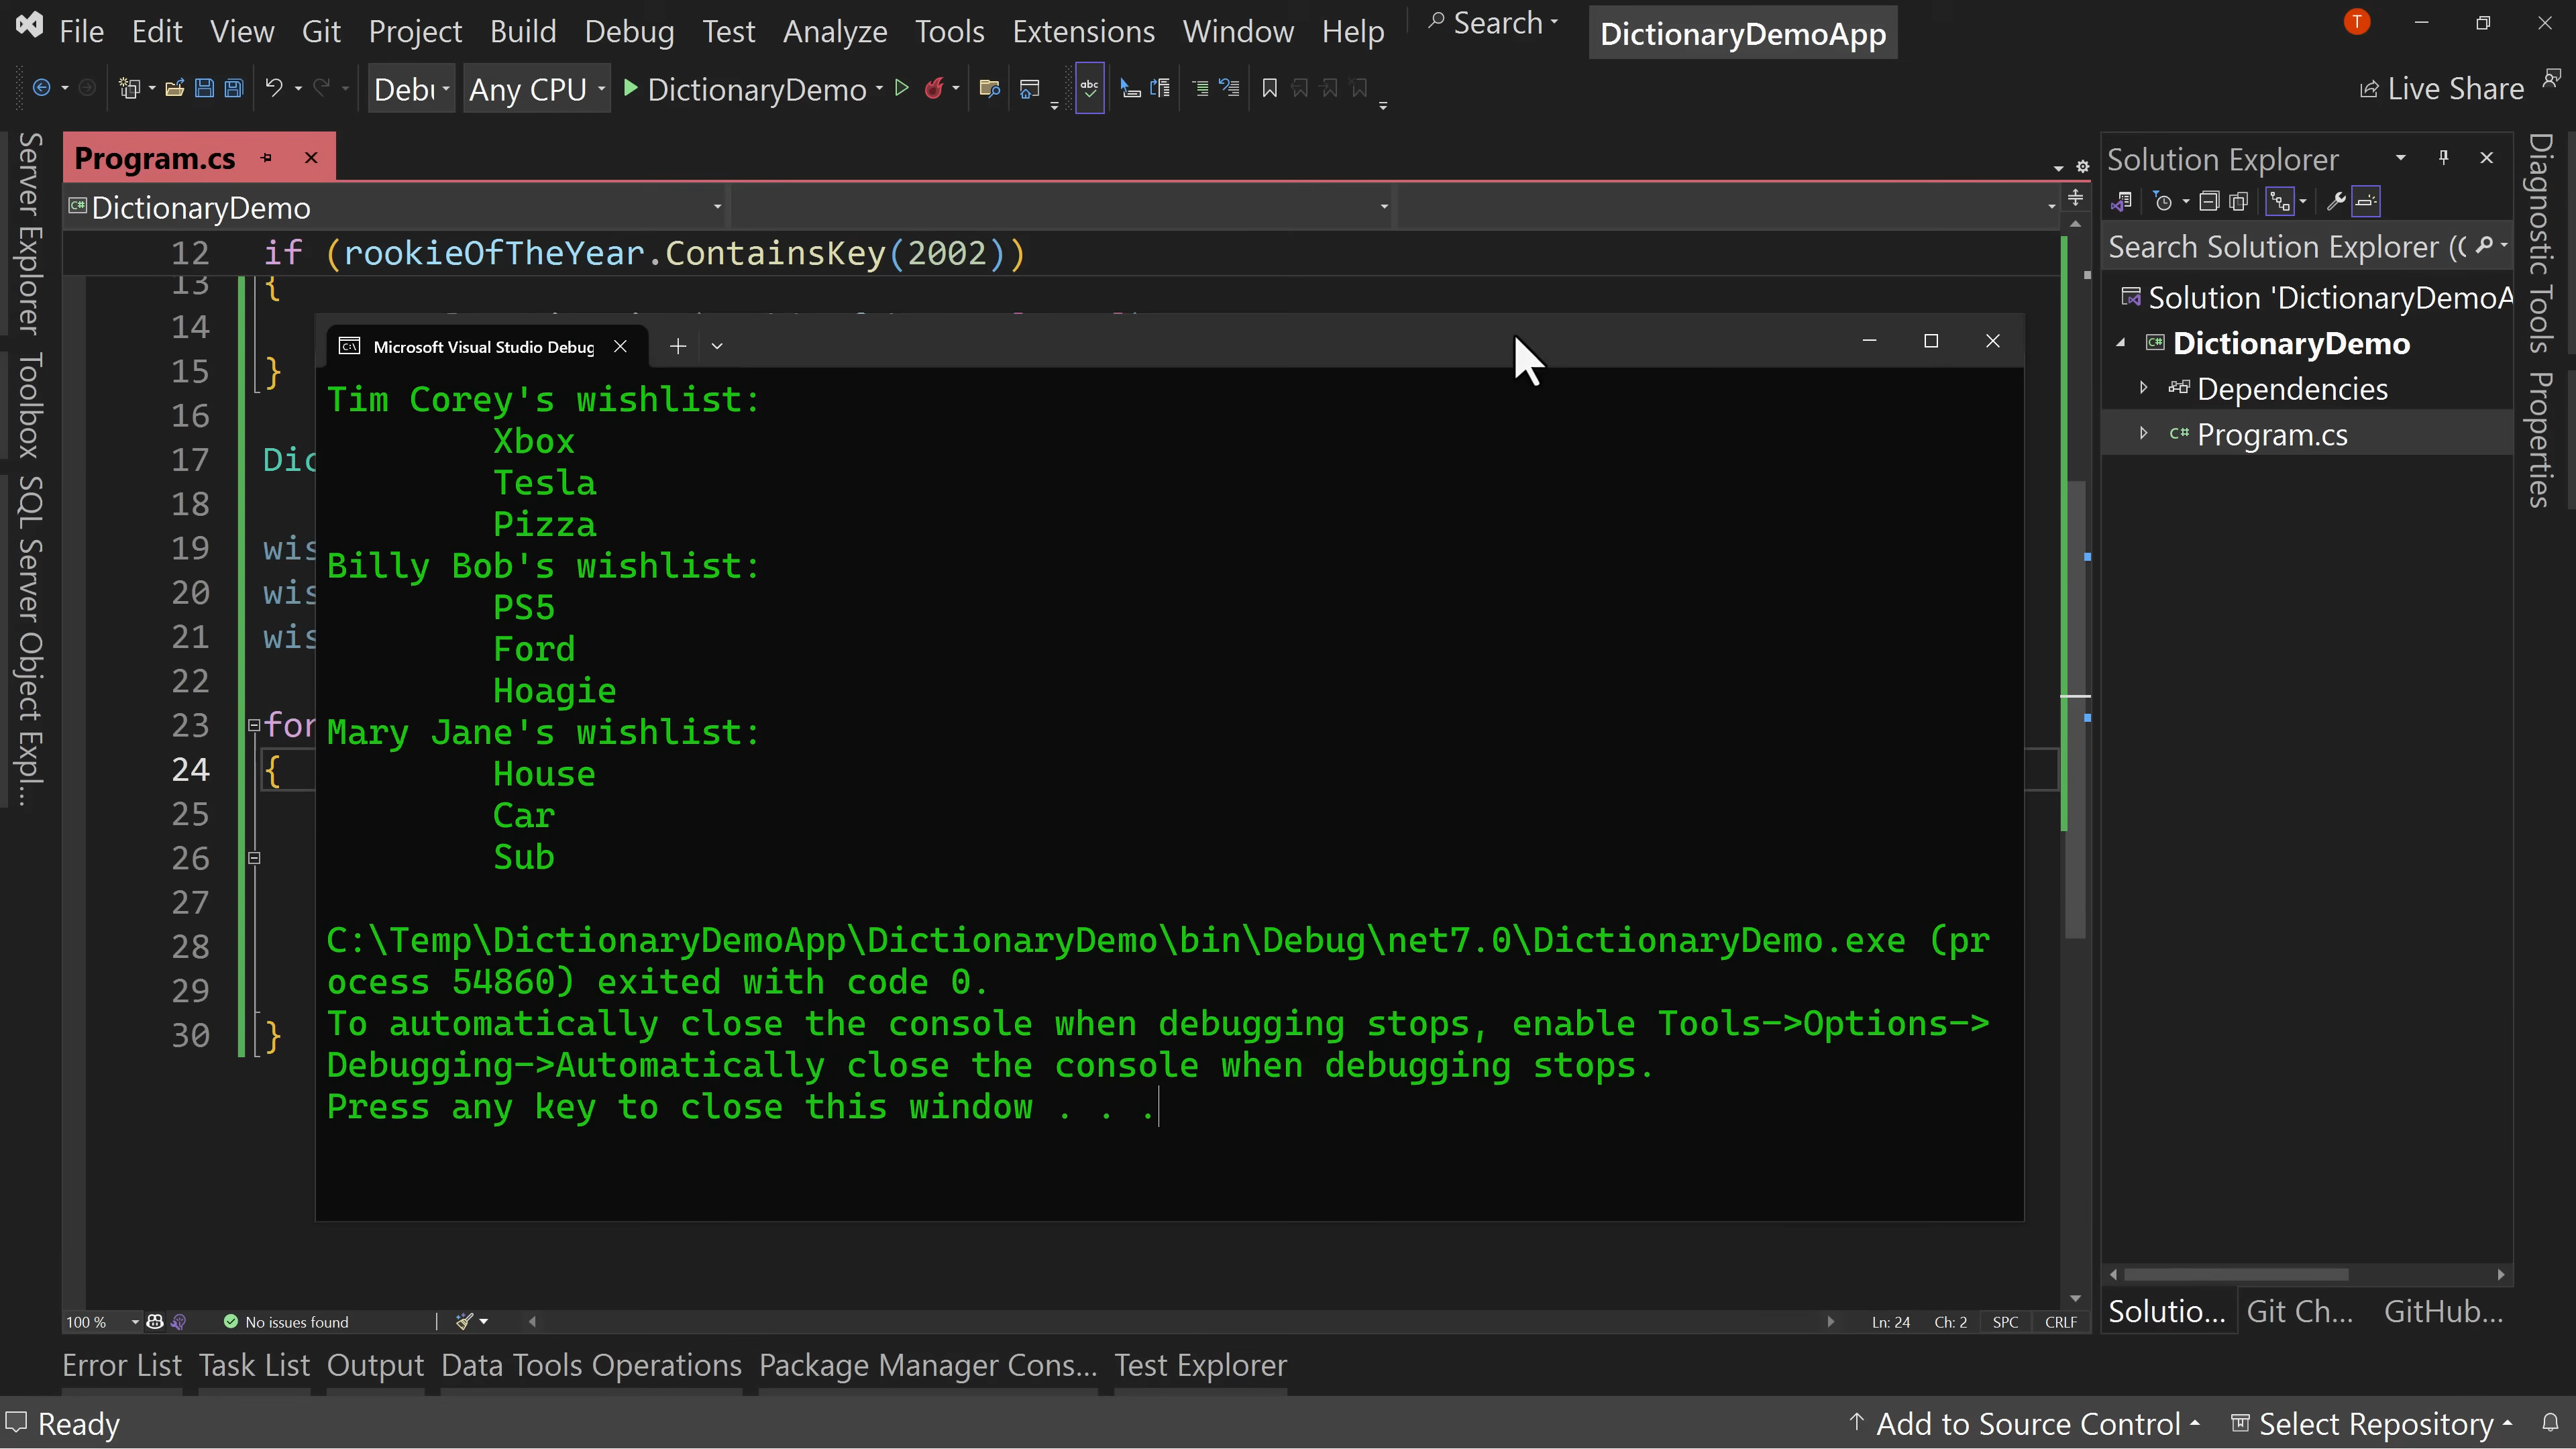 File Edit View Git Project Build Debug Test Analyze Tools Extensions Window Help Search DictionaryDemoApp T
Debu Any CPU DictionaryDemo abc Live Share
Program.cs
C# DictionaryDemo
12 if (rookieOfTheYear.ContainsKey(2002))
13 {
14
15 }
16
17 Dic
18
19 wis
20 wis
21 wis
22
23 for
24 {
25
26
27
28
29
30 }
Microsoft Visual Studio Debug
Tim Corey's wishlist:
Xbox
Tesla
Pizza
Billy Bob's wishlist:
PS5
Ford
Hoagie
Mary Jane's wishlist:
House
Car
Sub
C:\Temp\DictionaryDemoApp\DictionaryDemo\bin\Debug\net7.0\DictionaryDemo.exe (pr
ocess 54860) exited with code 0.
To automatically close the console when debugging stops, enable Tools->Options->
Debugging->Automatically close the console when debugging stops.
Press any key to close this window . . .
Server Explorer
Toolbox
SQL Server Object Expl...
Solution Explorer
Search Solution Explorer (C
Solution 'DictionaryDemoA
C# DictionaryDemo
Dependencies
C# Program.cs
Diagnostic Tools
Properties
100 % No issues found Ln: 24 Ch: 2 SPC CRLF
Solutio... Git Ch... GitHub...
Error List Task List Output Data Tools Operations Package Manager Cons... Test Explorer
Ready Add to Source Control Select Repository